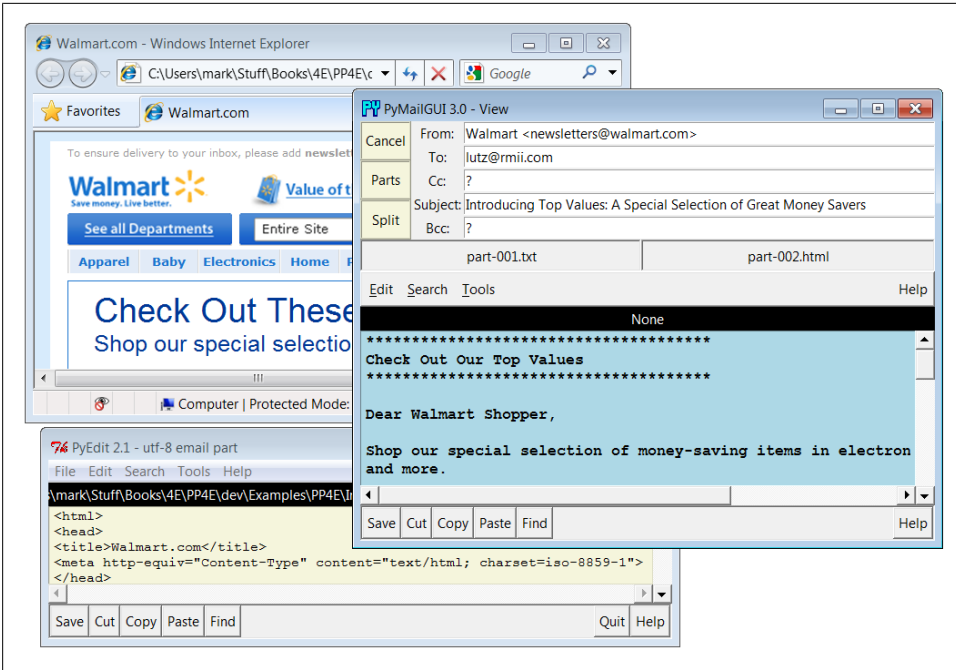 Walmart.com - Windows Internet Explorer
C:\Users\mark\Stuff\Books\4E\PP4E\c
Google
Favorites
Walmart.com
To ensure delivery to your inbox, please add newslet
Walmart
Save money. Live better.
Value of t
See all Departments
Entire Site
Apparel Baby Electronics Home
Check Out These
Shop our special selectio
Computer | Protected Mode:
PyMailGUI 3.0 - View
Cancel
Parts
Split
From: Walmart <newsletters@walmart.com>
To: lutz@rmii.com
Cc: ?
Subject: Introducing Top Values: A Special Selection of Great Money Savers
Bcc: ?
part-001.txt part-002.html
Edit Search Tools Help
None
**************************************
Check Out Our Top Values
**************************************
Dear Walmart Shopper,
Shop our special selection of money-saving items in electron
and more.
Save Cut Copy Paste Find Help
PyEdit 2.1 - utf-8 email part
File Edit Search Tools Help
\mark\Stuff\Books\4E\PP4E\dev\Examples\PP4E\I
<html>
<head>
<title>Walmart.com</title>
<meta http-equiv="Content-Type" content="text/html; charset=iso-8859-1">
</head>
Save Cut Copy Paste Find Quit Help